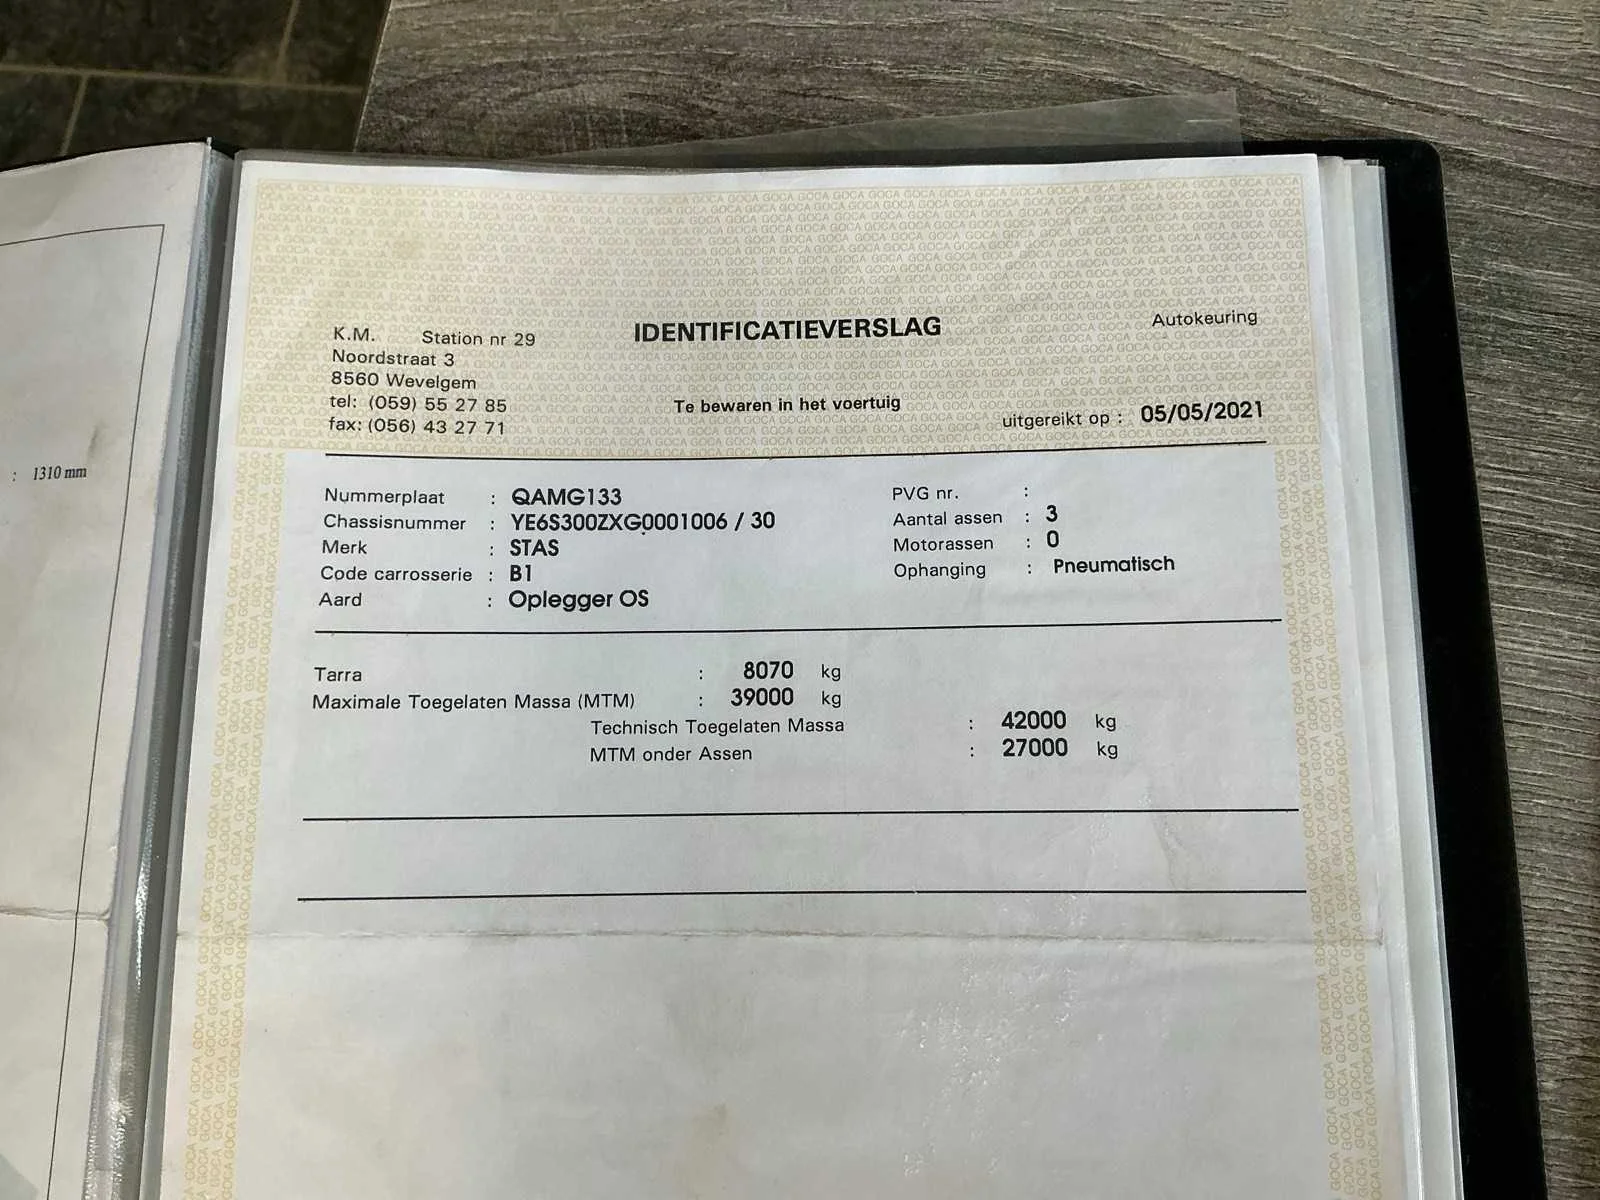 : 1310 mm
K.M. Station nr 29
Noordstraat 3
8560 Wevelgem
tel: (059) 55 27 85
fax: (056) 43 27 71
IDENTIFICATIEVERSLAG
Te bewaren in het voertuig
Autokeuring
uitgereikt op : 05/05/2021
Nummerplaat : QAMG133
Chassisnummer : YE6S300ZXG0001006 / 30
Merk : STAS
Code carrosserie : B1
Aard : Oplegger OS
PVG nr. :
Aantal assen : 3
Motorassen : 0
Ophanging : Pneumatisch
Tarra : 8070 kg
Maximale Toegelaten Massa (MTM) : 39000 kg
Technisch Toegelaten Massa : 42000 kg
MTM onder Assen : 27000 kg